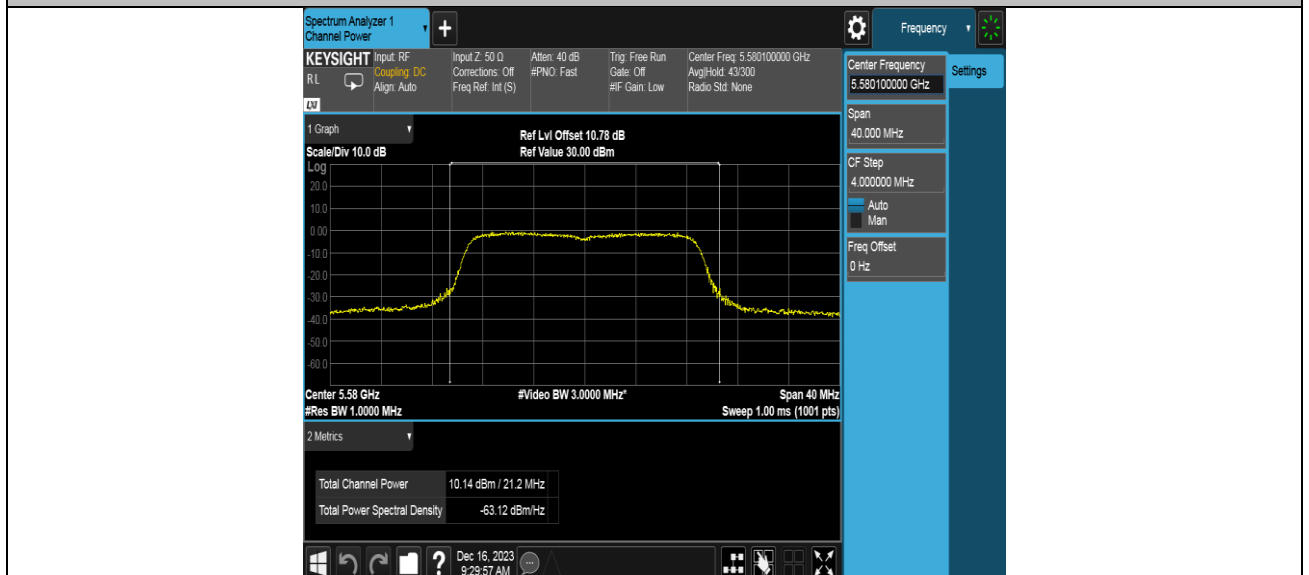 Spectrum Analyzer 1
Channel Power
+
Frequency
KEYSIGHT
RL
LXI
Input: RF
Coupling: DC
Align: Auto
Input Z: 50 Ω
Corrections: Off
Freq Ref: Int (S)
Atten: 40 dB
#PNO: Fast
Trig: Free Run
Gate: Off
#IF Gain: Low
Center Freq: 5.580100000 GHz
Avg|Hold: 43/300
Radio Std: None
Center Frequency
5.580100000 GHz
Settings
Span
40.000 MHz
CF Step
4.000000 MHz
Auto
Man
Freq Offset
0 Hz
1 Graph
Ref Lvl Offset 10.78 dB
Scale/Div 10.0 dB
Ref Value 30.00 dBm
Log
20.0
10.0
0.00
-10.0
-20.0
-30.0
-40.0
-50.0
-60.0
Center 5.58 GHz
#Video BW 3.0000 MHz*
Span 40 MHz
#Res BW 1.0000 MHz
Sweep 1.00 ms (1001 pts)
2 Metrics
Total Channel Power 10.14 dBm / 21.2 MHz
Total Power Spectral Density -63.12 dBm/Hz
?
Dec 16, 2023
9:29:57 AM